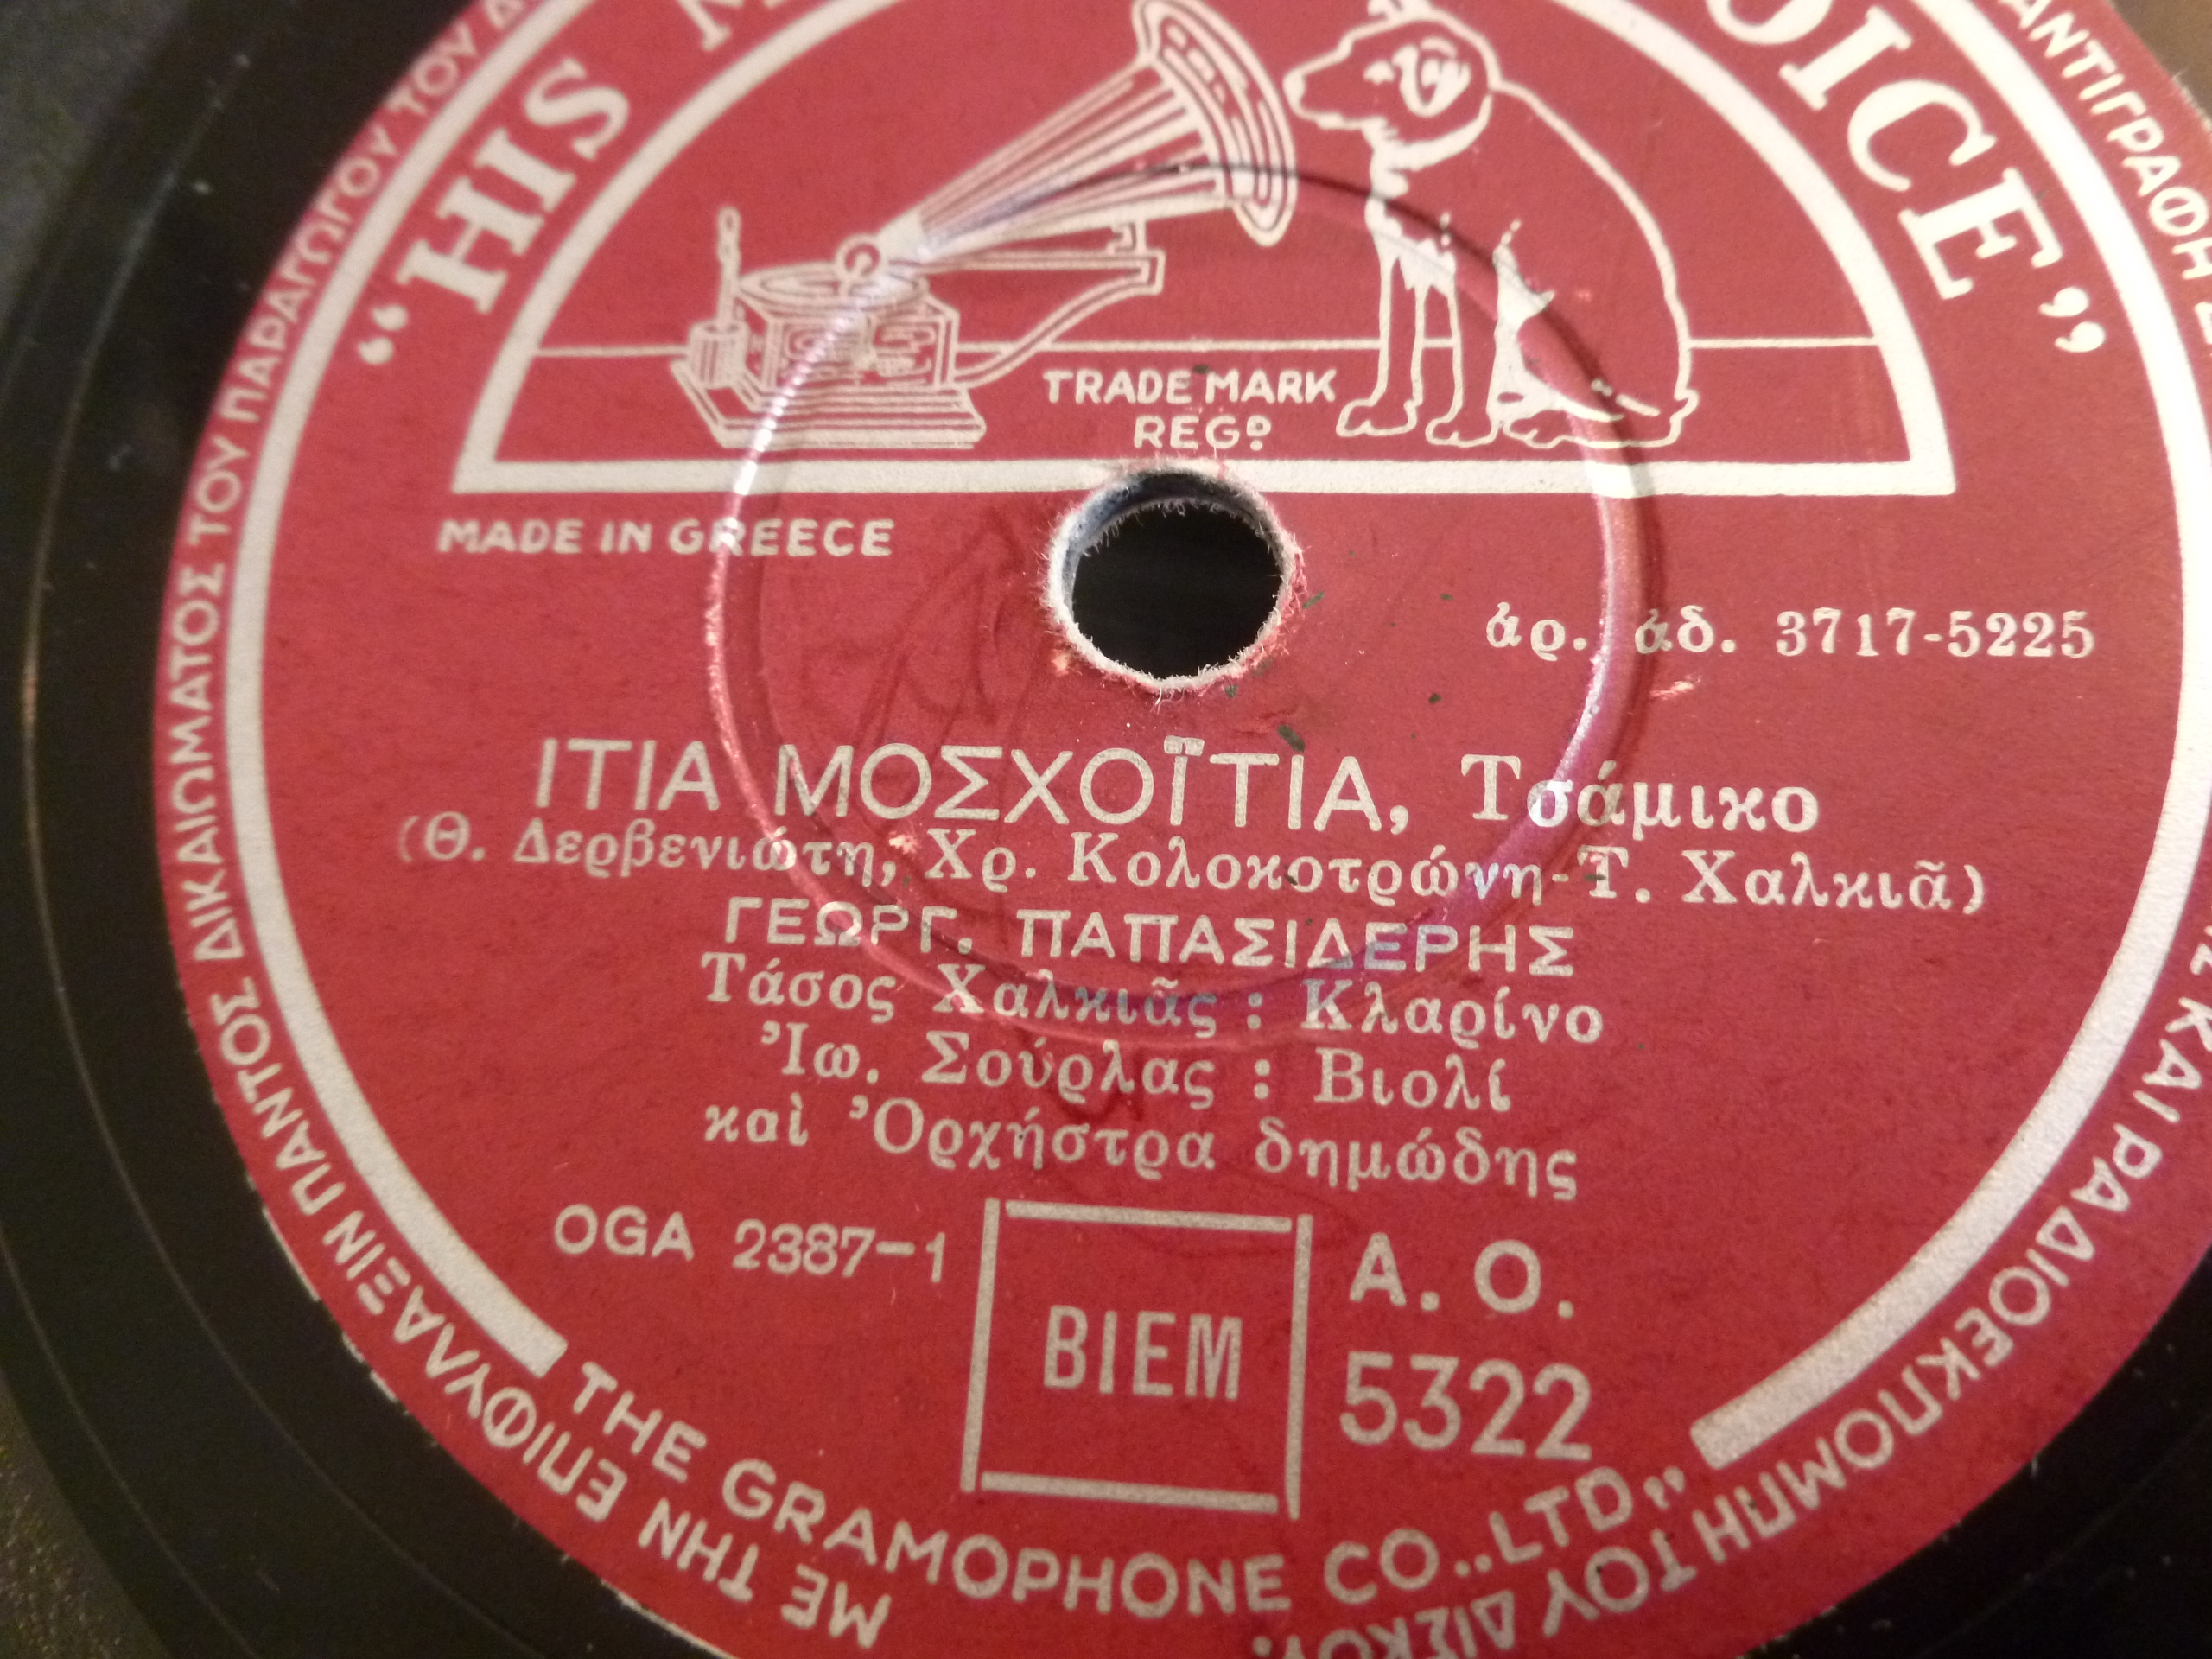 “HIS
VOICE”
TRADE MARK
REGD
MADE IN GREECE
ἀρ. ἀδ. 3717-5225
ΙΤΙΑ ΜΟΣΧΟΪΤΙΑ, Τσάμικο
(Θ. Δερβενιώτη, Χρ. Κολοκοτρώνη-Τ. Χαλκιᾶ)
ΓΕΩΡΓ. ΠΑΠΑΣΙΔΕΡΗΣ
Τάσος Χαλκιᾶς : Κλαρίνο
Ἰω. Σούρλας : Βιολί
καὶ Ὀρχήστρα δημώδης
OGA 2387-1
BIEM
A. O.
5322
THE GRAMOPHONE CO., LTD„
ΜΕ ΤΗΝ ΕΠΙΦΥΛΑΞΙΝ ΠΑΝΤΟΣ ΔΙΚΑΙΩΜΑΤΟΣ ΤΟΥ ΠΑΡΑΓΩΓΟΥ ΤΟΥ
ΑΝΤΙΓΡΑΦΗ
ΚΑΙ ΡΑΔΙΟΕΚΠΟΜΠΗ ΤΟΥ ΔΙΣΚΟΥ.